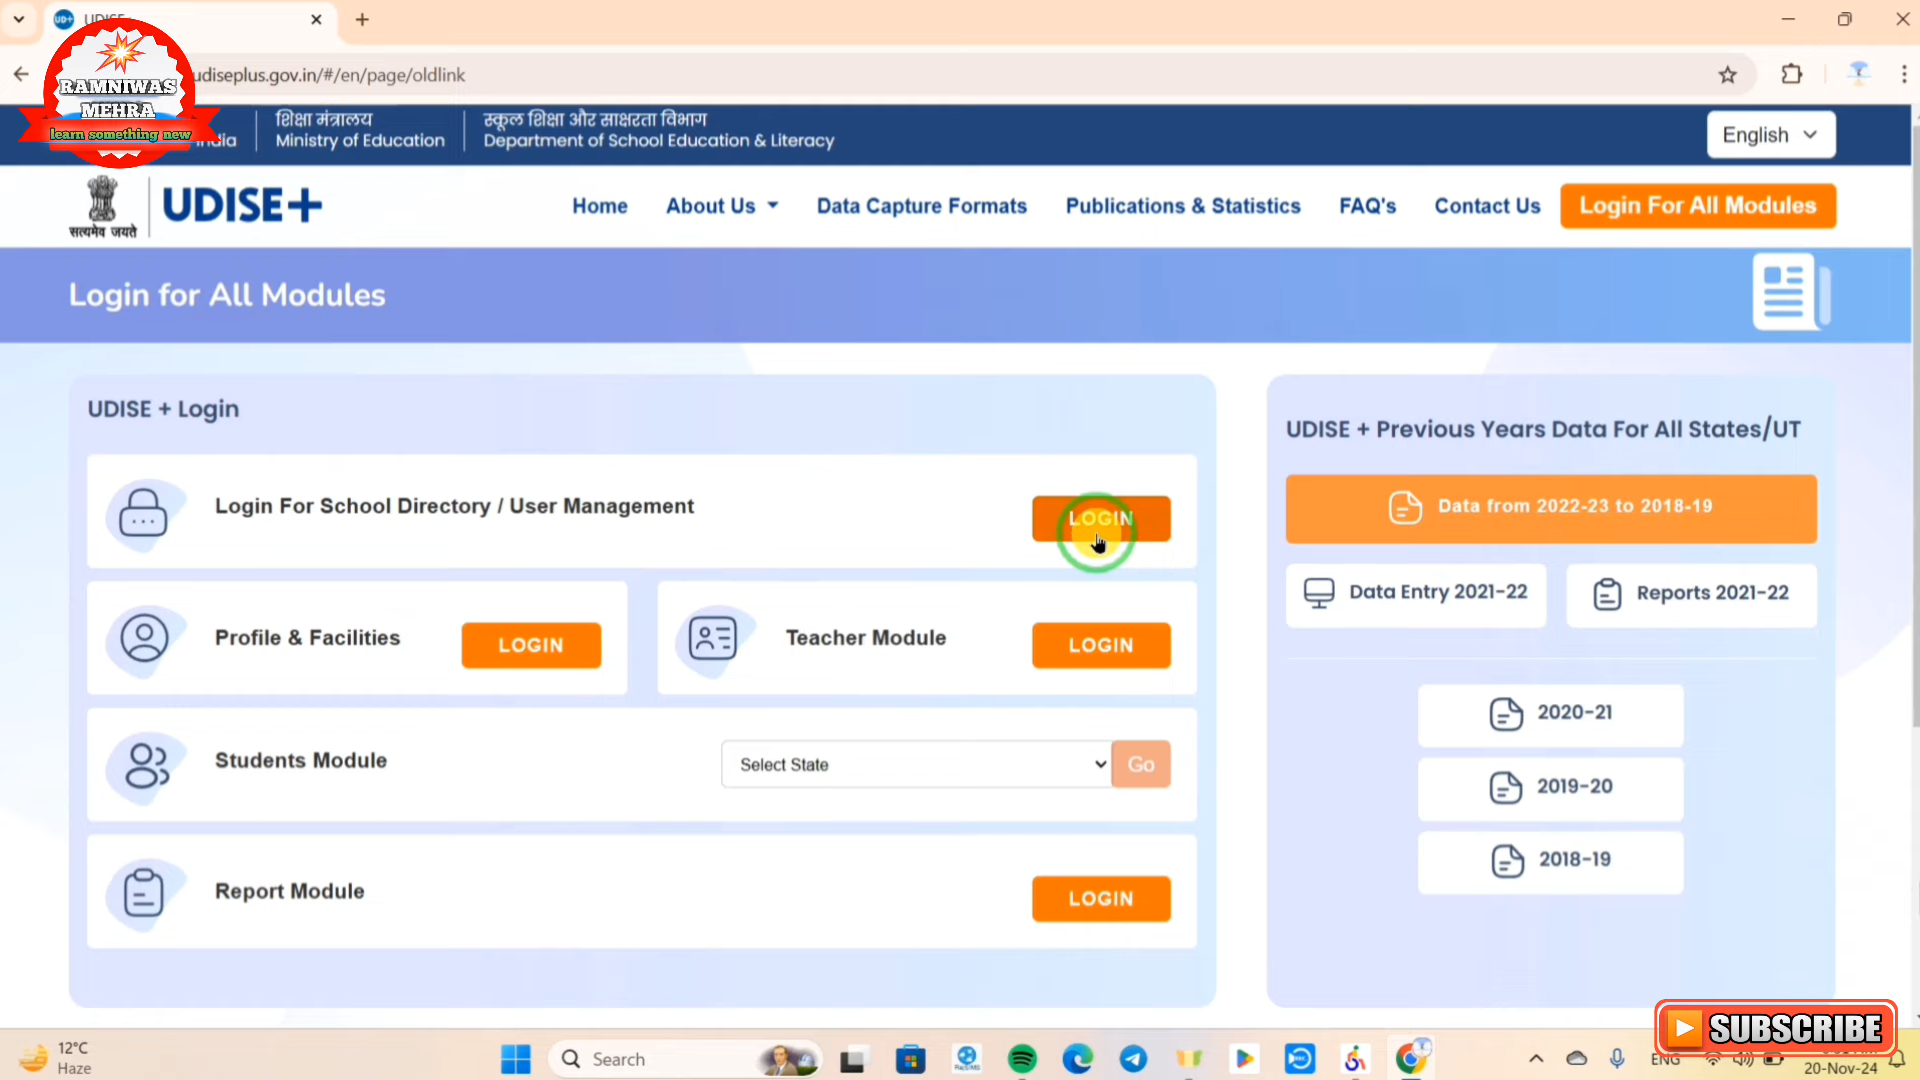 UDISE
RAMNIWAS
MEHRA
learn something new
udiseplus.gov.in/#/en/page/oldlink
India
शिक्षा मंत्रालय
Ministry of Education
स्कूल शिक्षा और साक्षरता विभाग
Department of School Education & Literacy
English
सत्यमेव जयते
UDISE+
Home
About Us
Data Capture Formats
Publications & Statistics
FAQ's
Contact Us
Login For All Modules
Login for All Modules
UDISE + Login
Login For School Directory / User Management
LOGIN
Profile & Facilities
LOGIN
Teacher Module
LOGIN
Students Module
Select State
Go
Report Module
LOGIN
UDISE + Previous Years Data For All States/UT
Data from 2022-23 to 2018-19
Data Entry 2021-22
Reports 2021-22
2020-21
2019-20
2018-19
SUBSCRIBE
12°C
Haze
Search
ENG
20-Nov-24